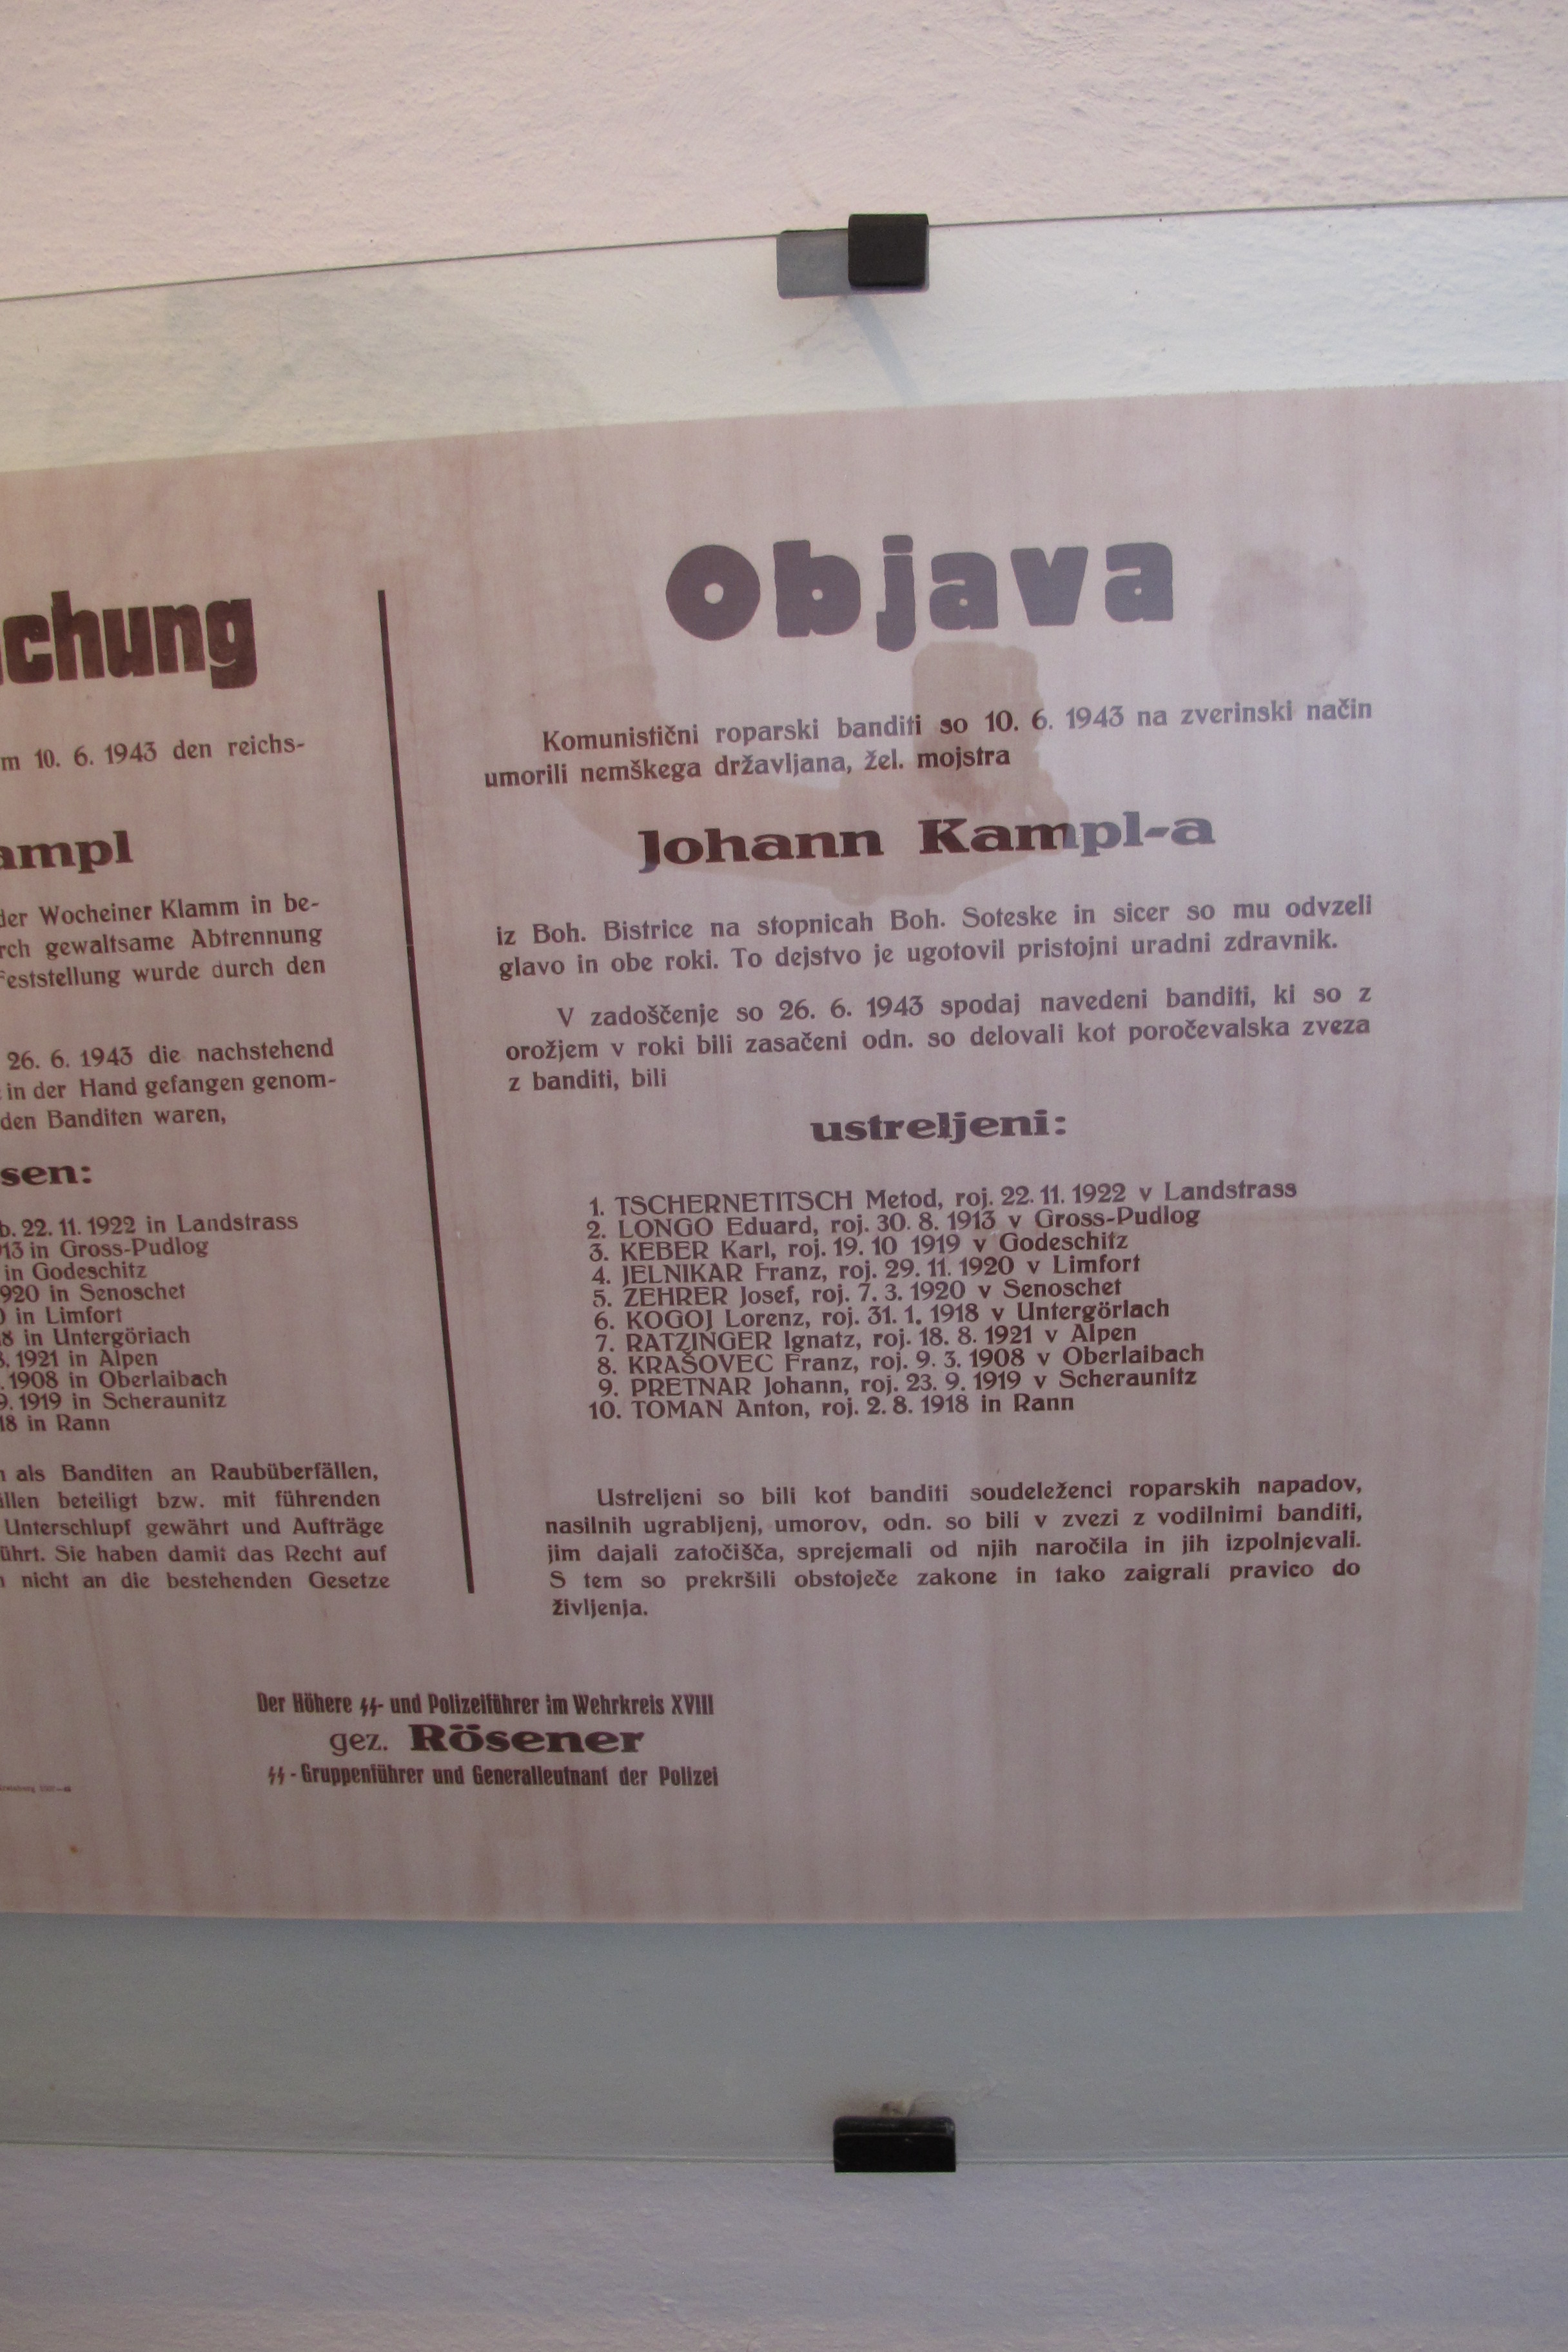 chung
m 10. 6. 1943 den reichs-
ampl
der Wocheiner Klamm in be-
rch gewaltsame Abtrennung
Feststellung wurde durch den
26. 6. 1943 die nachstehend
in der Hand gefangen genom-
den Banditen waren,
sen:
b. 22. 11. 1922 in Landstrass
13 in Gross-Pudlog
in Godeschitz
920 in Senoschet
0 in Limfort
18 in Untergöriach
8. 1921 in Alpen
. 1908 in Oberlaibach
9. 1919 in Scheraunitz
18 in Rann
als Banditen an Raubüberfällen,
ällen beteiligt bzw. mit führenden
Unterschlupf gewährt und Aufträge
ührt. Sie haben damit das Recht auf
nicht an die bestehenden Gesetze
Objava
Komunistični roparski banditi so 10. 6. 1943 na zverinski način
umorili nemškega državljana, žel. mojstra
Johann Kampl-a
iz Boh. Bistrice na stopnicah Boh. Soteske in sicer so mu odvzeli
glavo in obe roki. To dejstvo je ugotovil pristojni uradni zdravnik.
V zadoščenje so 26. 6. 1943 spodaj navedeni banditi, ki so z
orožjem v roki bili zasačeni odn. so delovali kot poročevalska zveza
z banditi, bili
ustreljeni:
1. TSCHERNETITSCH Metod, roj. 22. 11. 1922 v Landstrass
2. LONGO Eduard, roj. 30. 8. 1913 v Gross-Pudlog
3. KEBER Karl, roj. 19. 10 1919 v Godeschitz
4. JELNIKAR Franz, roj. 29. 11. 1920 v Limfort
5. ZEHRER Josef, roj. 7. 3. 1920 v Senoschet
6. KOGOJ Lorenz, roj. 31. 1. 1918 v Untergörlach
7. RATZINGER Ignatz, roj. 18. 8. 1921 v Alpen
8. KRAŠOVEC Franz, roj. 9. 3. 1908 v Oberlaibach
9. PRETNAR Johann, roj. 23. 9. 1919 v Scheraunitz
10. TOMAN Anton, roj. 2. 8. 1918 in Rann
Ustreljeni so bili kot banditi soudeleženci roparskih napadov,
nasilnih ugrabljenj, umorov, odn. so bili v zvezi z vodilnimi banditi,
jim dajali zatočišča, sprejemali od njih naročila in jih izpolnjevali.
S tem so prekršili obstoječe zakone in tako zaigrali pravico do
življenja.
Der Höhere SS- und Polizeiführer im Wehrkreis XVIII
gez. Rösener
SS-Gruppenführer und Generalleutnant der Polizei